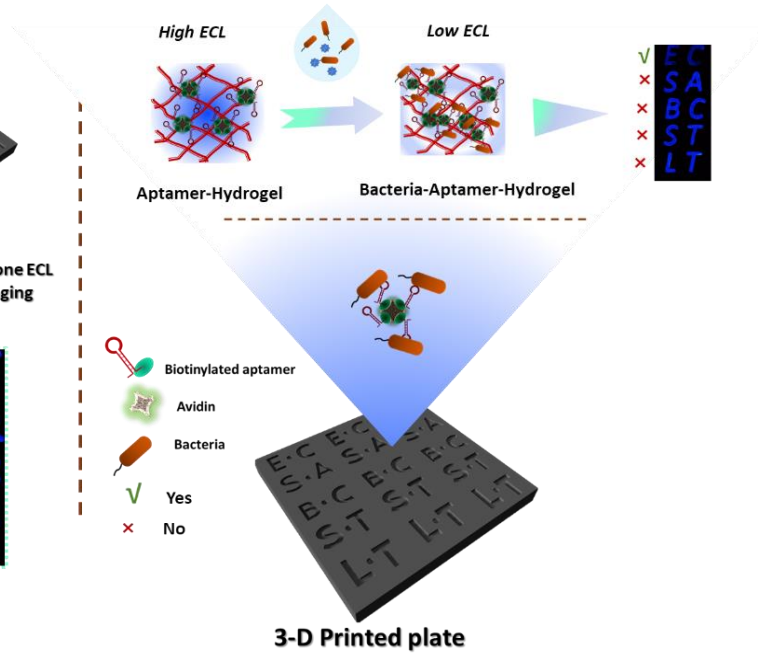 High ECL
Low ECL
√ E C
× S A
× B C
× S T
× L T
Aptamer-Hydrogel
Bacteria-Aptamer-Hydrogel
one ECL
ging
Biotinylated aptamer
Avidin
Bacteria
√ Yes
× No
E·C E·C
S·A S·A S·A
B·C B·C B·C
S·T S·T S·T
L·T L·T L·T
3-D Printed plate